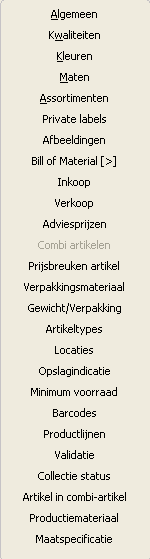 Algemeen
Kwaliteiten
Kleuren
Maten
Assortimenten
Private labels
Afbeeldingen
Bill of Material [>]
Inkoop
Verkoop
Adviesprijzen
Combi artikelen
Prijsbreuken artikel
Verpakkingsmateriaal
Gewicht/Verpakking
Artikeltypes
Locaties
Opslagindicatie
Minimum voorraad
Barcodes
Productlijnen
Validatie
Collectie status
Artikel in combi-artikel
Productiemateriaal
Maatspecificatie